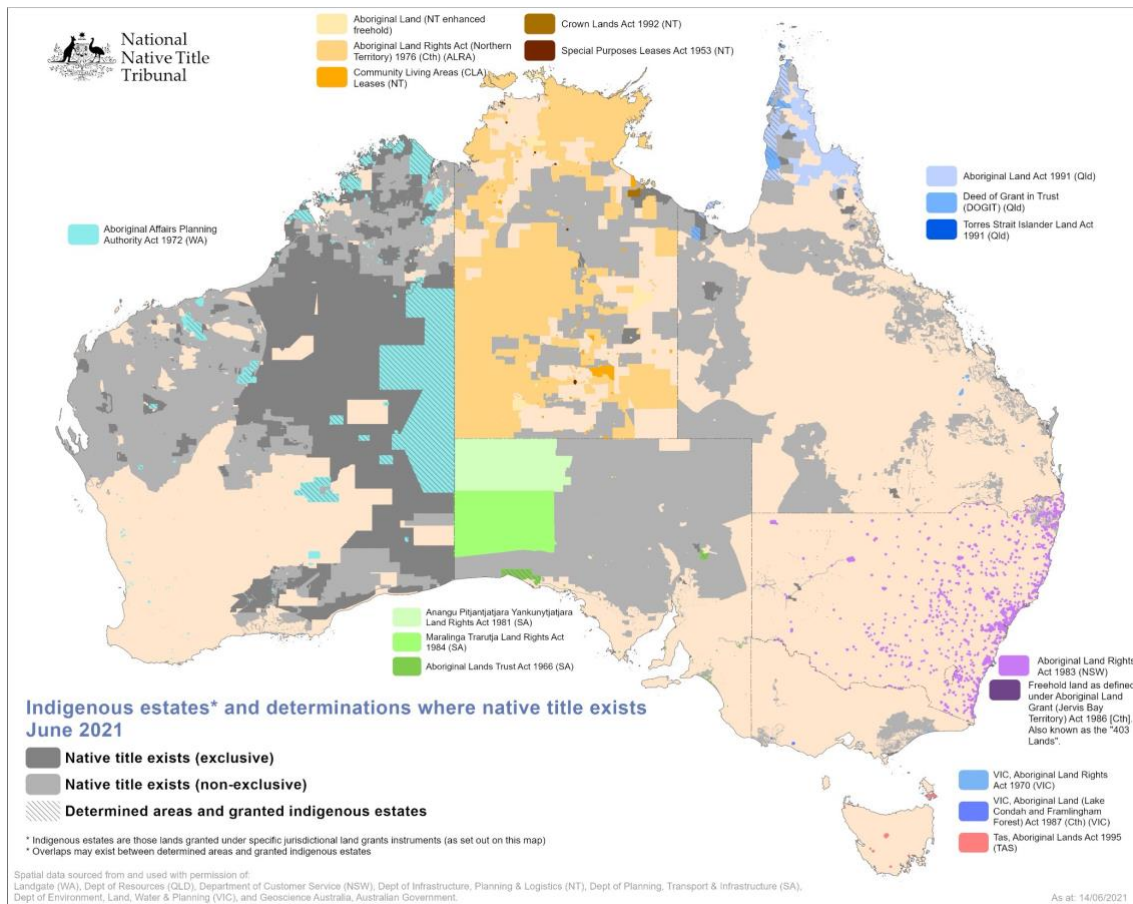 National
Native Title
Tribunal
Aboriginal Land (NT enhanced
freehold)
Aboriginal Land Rights Act (Northern
Territory) 1976 (Cth) (ALRA)
Community Living Areas (CLA)
Leases (NT)
Crown Lands Act 1992 (NT)
Special Purposes Leases Act 1953 (NT)
Aboriginal Affairs Planning
Authority Act 1972 (WA)
Aboriginal Land Act 1991 (Qld)
Deed of Grant in Trust
(DOGIT) (Qld)
Torres Strait Islander Land Act
1991 (Qld)
Anangu Pitjantjatjara Yankunytjatjara
Land Rights Act 1981 (SA)
Maralinga Trarutja Land Rights Act
1984 (SA)
Aboriginal Lands Trust Act 1966 (SA)
Aboriginal Land Rights
Act 1983 (NSW)
Freehold land as defined
under Aboriginal Land
Grant (Jervis Bay
Territory) Act 1986 [Cth].
Also known as the "403
Lands".
Indigenous estates* and determinations where native title exists
June 2021
Native title exists (exclusive)
Native title exists (non-exclusive)
Determined areas and granted indigenous estates
VIC, Aboriginal Land Rights
Act 1970 (VIC)
VIC, Aboriginal Land (Lake
Condah and Framlingham
Forest) Act 1987 (Cth) (VIC)
Tas, Aboriginal Lands Act 1995
(TAS)
* Indigenous estates are those lands granted under specific jurisdictional land grants instruments (as set out on this map)
* Overlaps may exist between determined areas and granted indigenous estates
Spatial data sourced from and used with permission of:
Landgate (WA), Dept of Resources (QLD), Department of Customer Service (NSW), Dept of Infrastructure, Planning & Logistics (NT), Dept of Planning, Transport & Infrastructure (SA),
Dept of Environment, Land, Water & Planning (VIC), and Geoscience Australia, Australian Government.
As at: 14/06/2021